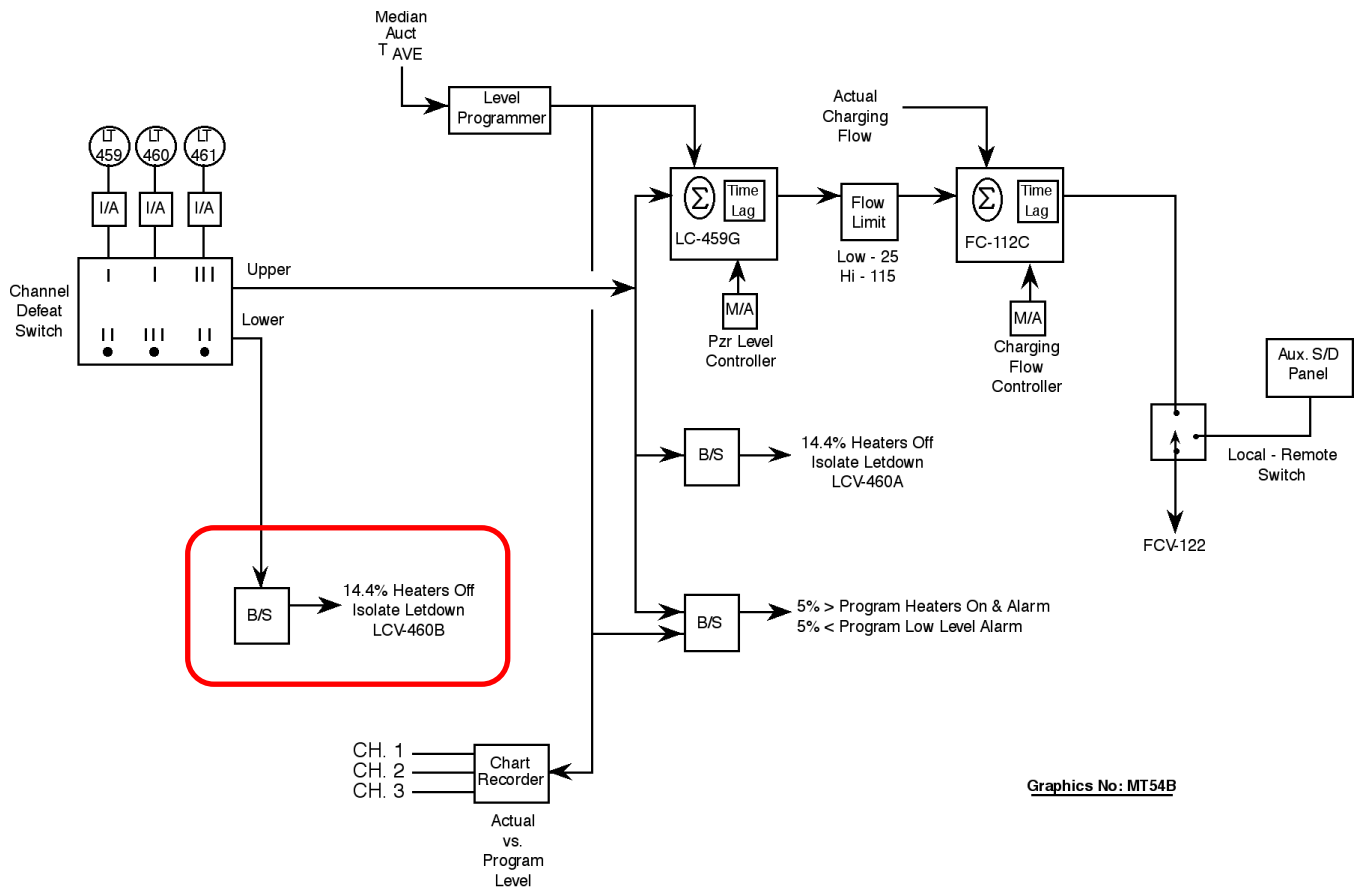 Median
Auct
T AVE
Level
Programmer
Actual
Charging
Flow
LT
459
LT
460
LT
461
I/A
I/A
I/A
Channel
Defeat
Switch
I I III
II III II
Upper
Lower
Σ
Time
Lag
LC-459G
M/A
Pzr Level
Controller
Flow
Limit
Low - 25
Hi - 115
Σ
Time
Lag
FC-112C
M/A
Charging
Flow
Controller
Aux. S/D
Panel
Local - Remote
Switch
FCV-122
B/S
14.4% Heaters Off
Isolate Letdown
LCV-460A
B/S
14.4% Heaters Off
Isolate Letdown
LCV-460B
B/S
5% > Program Heaters On & Alarm
5% < Program Low Level Alarm
CH. 1
CH. 2
CH. 3
Chart
Recorder
Actual
vs.
Program
Level
Graphics No: MT54B